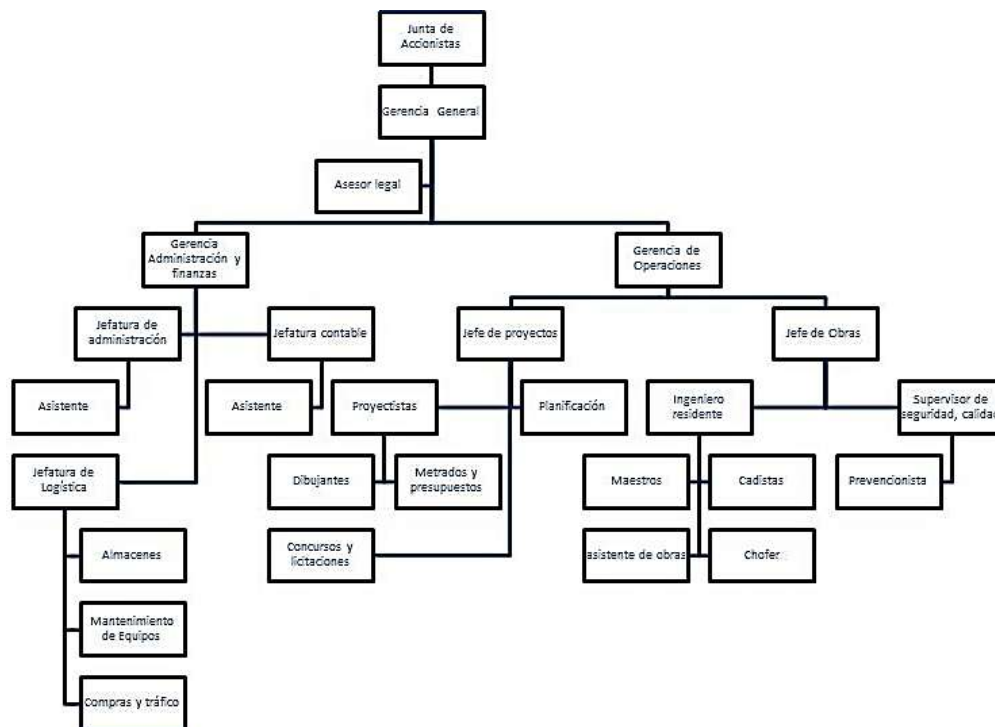 Junta de
Accionistas
Gerencia General
Asesor legal
Gerencia
Administración y
finanzas
Gerencia de
Operaciones
Jefatura de
administración
Jefatura contable
Jefe de proyectos
Jefe de Obras
Asistente
Asistente
Proyectistas
Planificación
Ingeniero
residente
Supervisor de
seguridad, calidad
Jefatura de
Logística
Dibujantes
Metrados y
presupuestos
Maestros
Cadistas
Prevencionista
Almacenes
Concursos y
licitaciones
asistente de obras
Chofer
Mantenimiento
de Equipos
Compras y tráfico